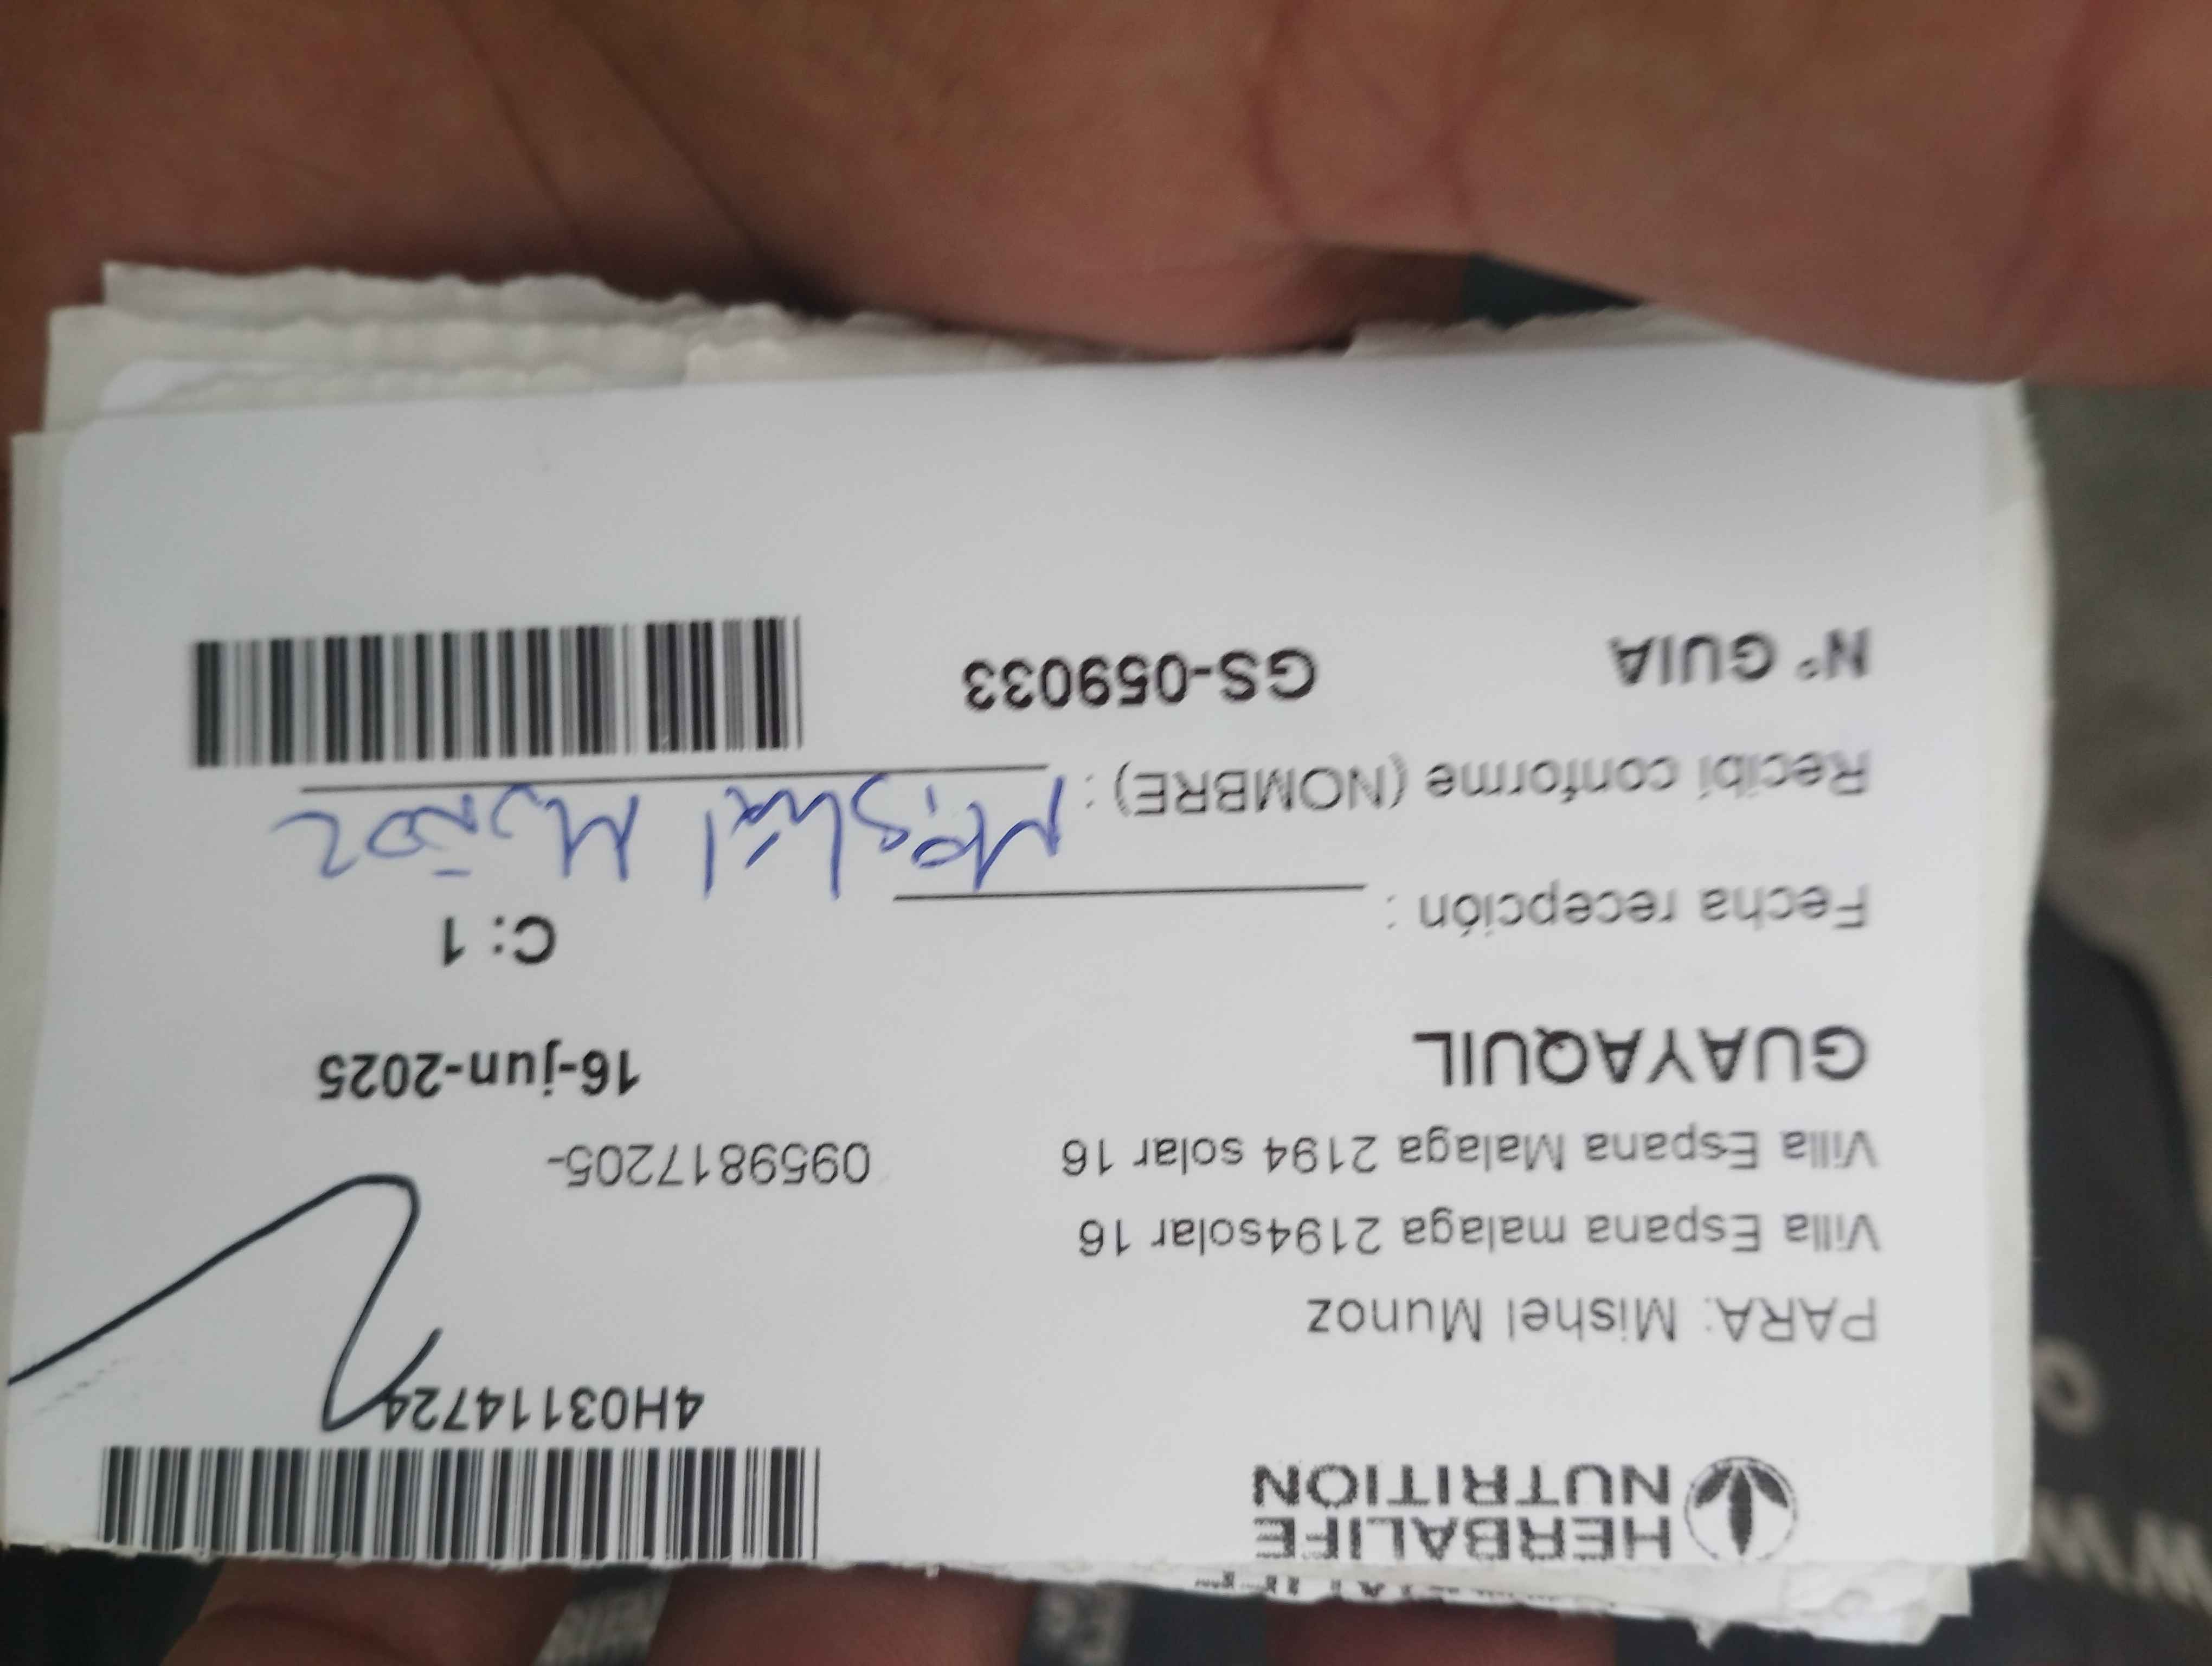 HERBALIFE
NUTRITION
4H03114724
PARA: Mishel Munoz
Villa Espana malaga 2194solar 16
Villa Espana Malaga 2194 solar 16
0959817205-
GUAYAQUIL
16-jun-2025
C: 1
Fecha recepción :
Recibí conforme (NOMBRE) : Mishel Muñoz
N° GUIA GS-059033